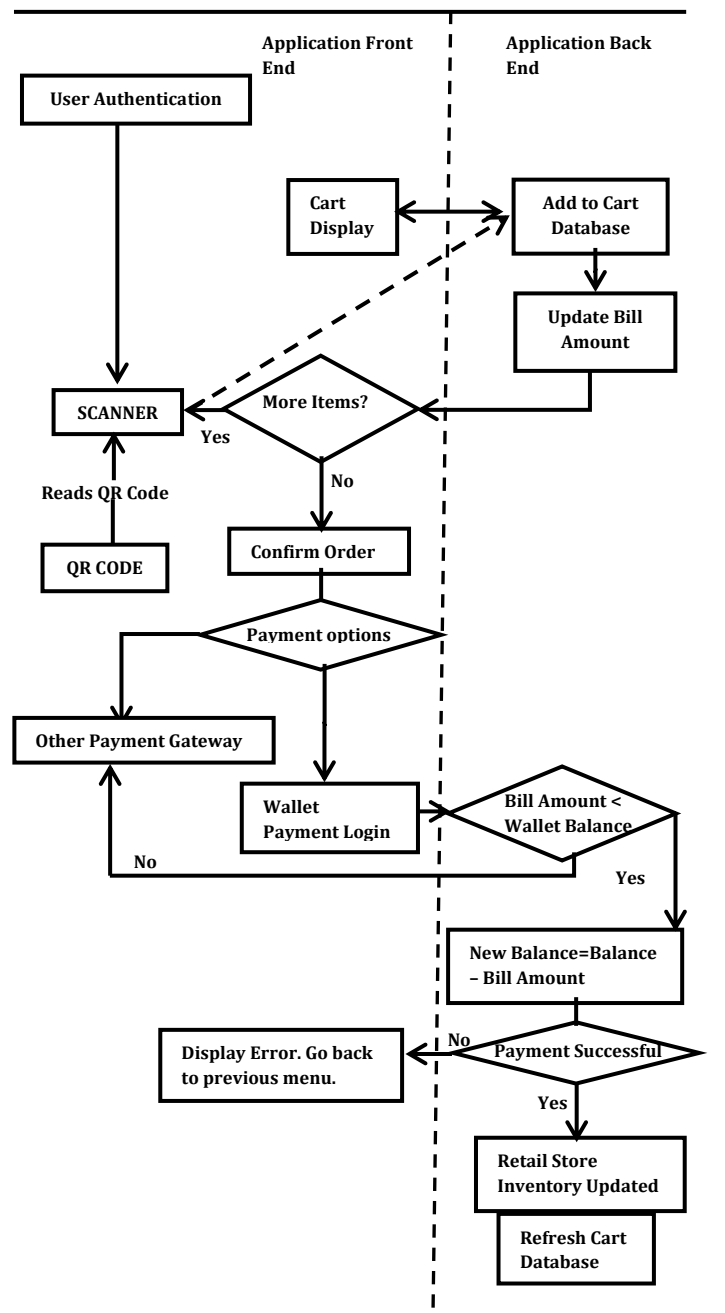 Application Front
End
Application Back
End
User Authentication
Cart
Display
Add to Cart
Database
Update Bill
Amount
More Items?
SCANNER
Yes
No
Reads QR Code
Confirm Order
QR CODE
Payment options
Other Payment Gateway
Wallet
Payment Login
Bill Amount <
Wallet Balance
No
Yes
New Balance=Balance
– Bill Amount
No
Payment Successful
Display Error. Go back
to previous menu.
Yes
Retail Store
Inventory Updated
Refresh Cart
Database